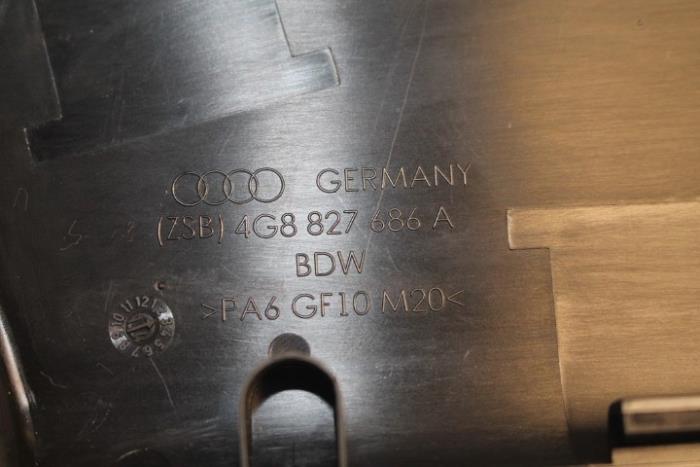 GERMANY
(ZSB) 4G8 827 686 A
BDW
>PA6 GF10 M20<